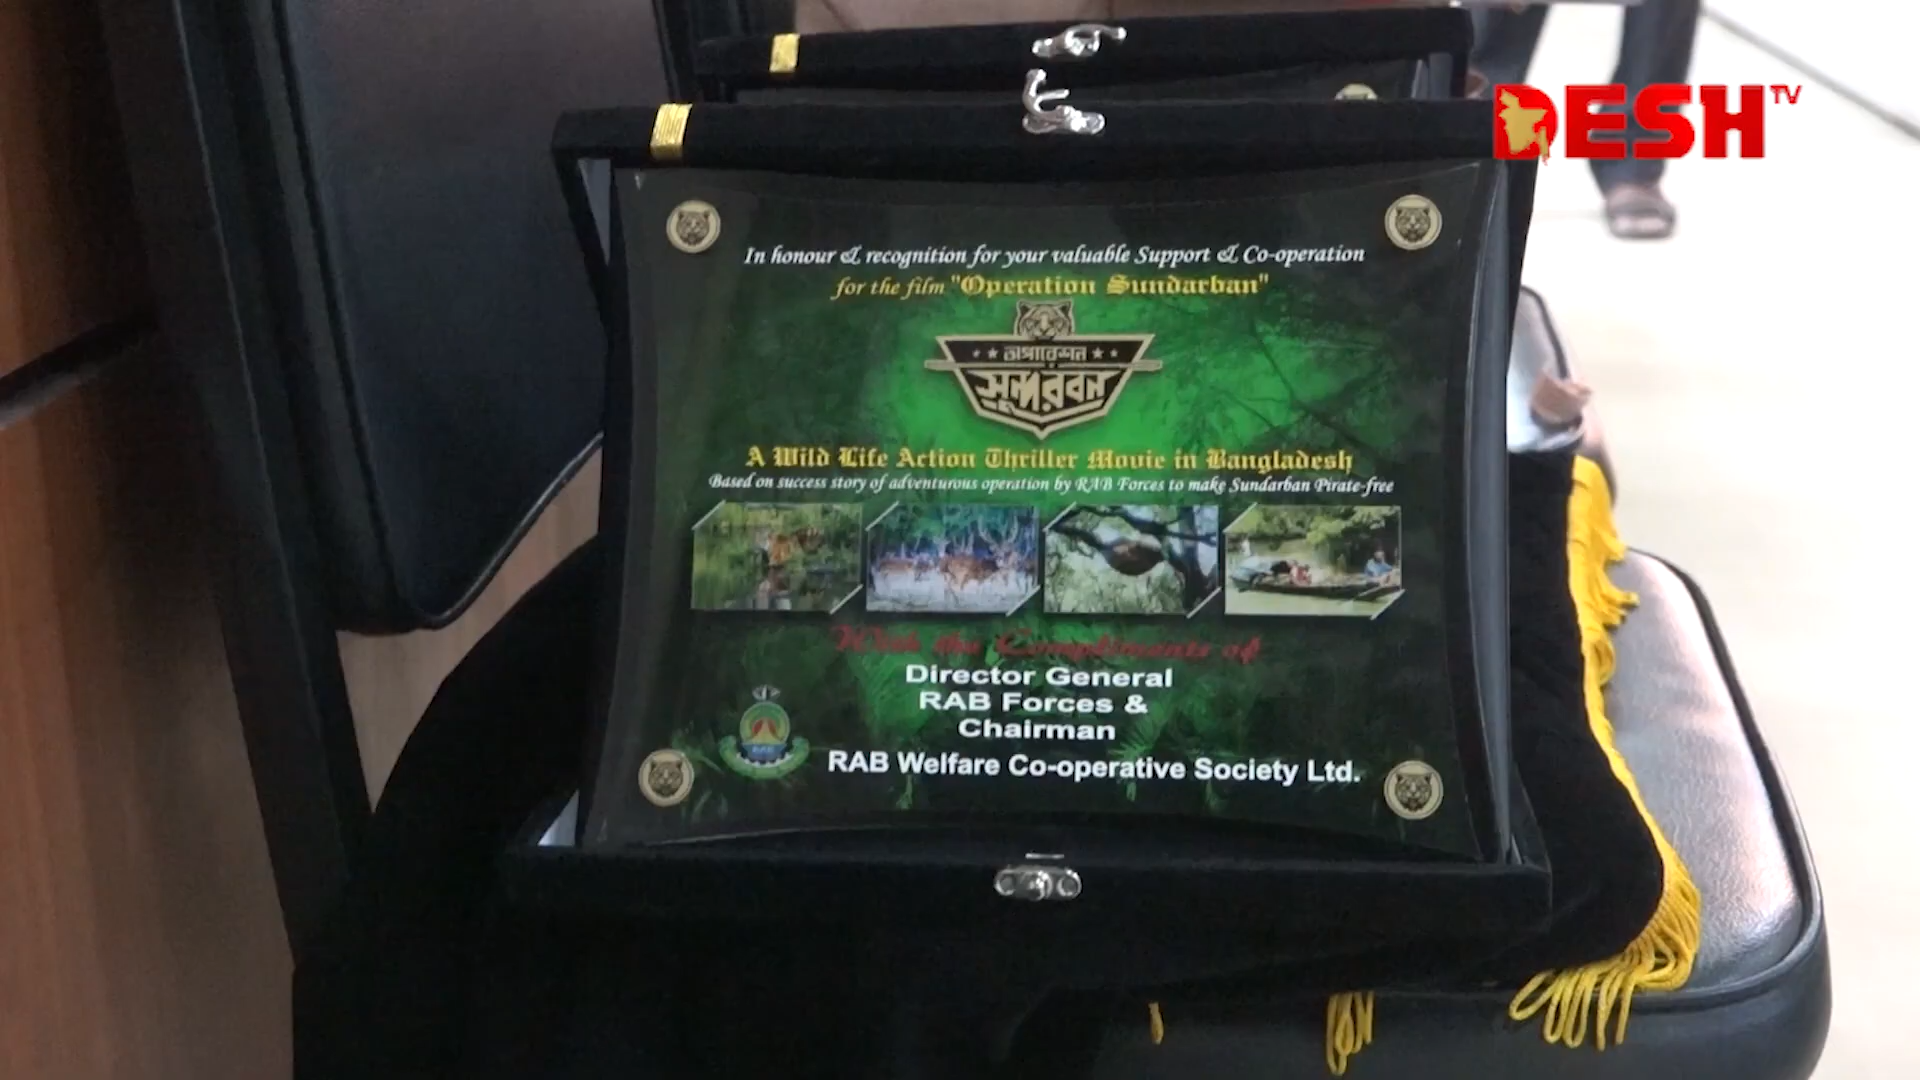 DESH TV
In honour & recognition for your valuable Support & Co-operation
for the film "Operation Sundarban"
অপারেশন
সুন্দরবন
A Wild Life Action Thriller Movie in Bangladesh
Based on success story of adventurous operation by RAB Forces to make Sundarban Pirate-free
With the Compliments of
Director General
RAB Forces &
Chairman
RAB Welfare Co-operative Society Ltd.